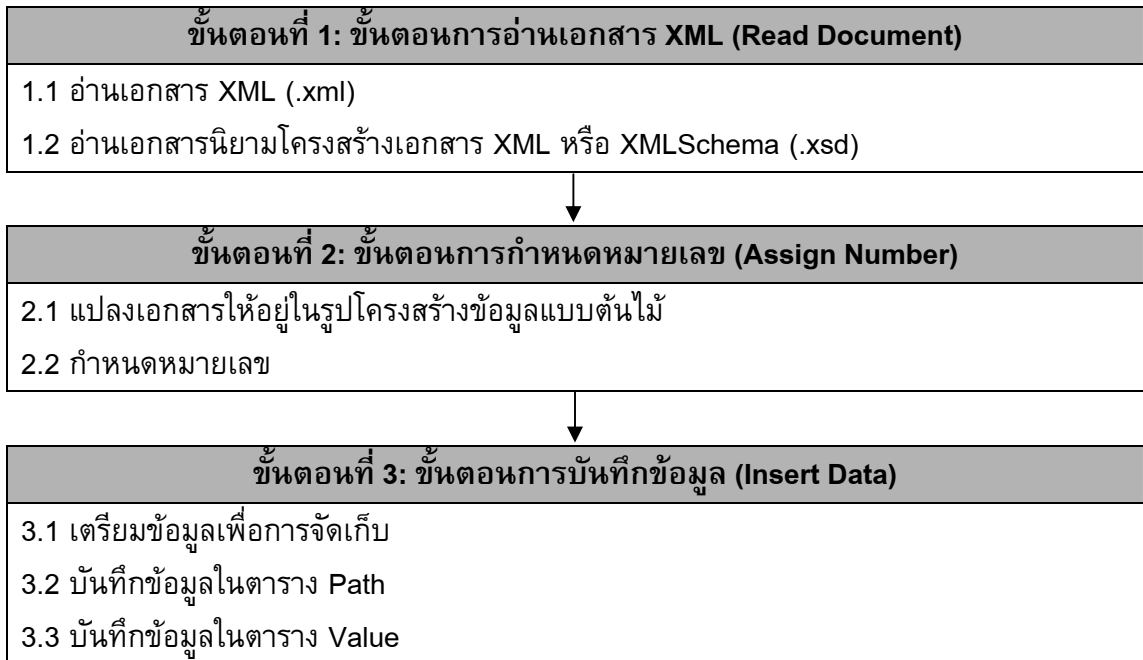 ขั้นตอนที่ 1: ขั้นตอนการอ่านเอกสาร XML (Read Document)
1.1 อ่านเอกสาร XML (.xml)
1.2 อ่านเอกสารนิยามโครงสร้างเอกสาร XML หรือ XMLSchema (.xsd)
ขั้นตอนที่ 2: ขั้นตอนการกำหนดหมายเลข (Assign Number)
2.1 แปลงเอกสารให้อยู่ในรูปโครงสร้างข้อมูลแบบต้นไม้
2.2 กำหนดหมายเลข
ขั้นตอนที่ 3: ขั้นตอนการบันทึกข้อมูล (Insert Data)
3.1 เตรียมข้อมูลเพื่อการจัดเก็บ
3.2 บันทึกข้อมูลในตาราง Path
3.3 บันทึกข้อมูลในตาราง Value